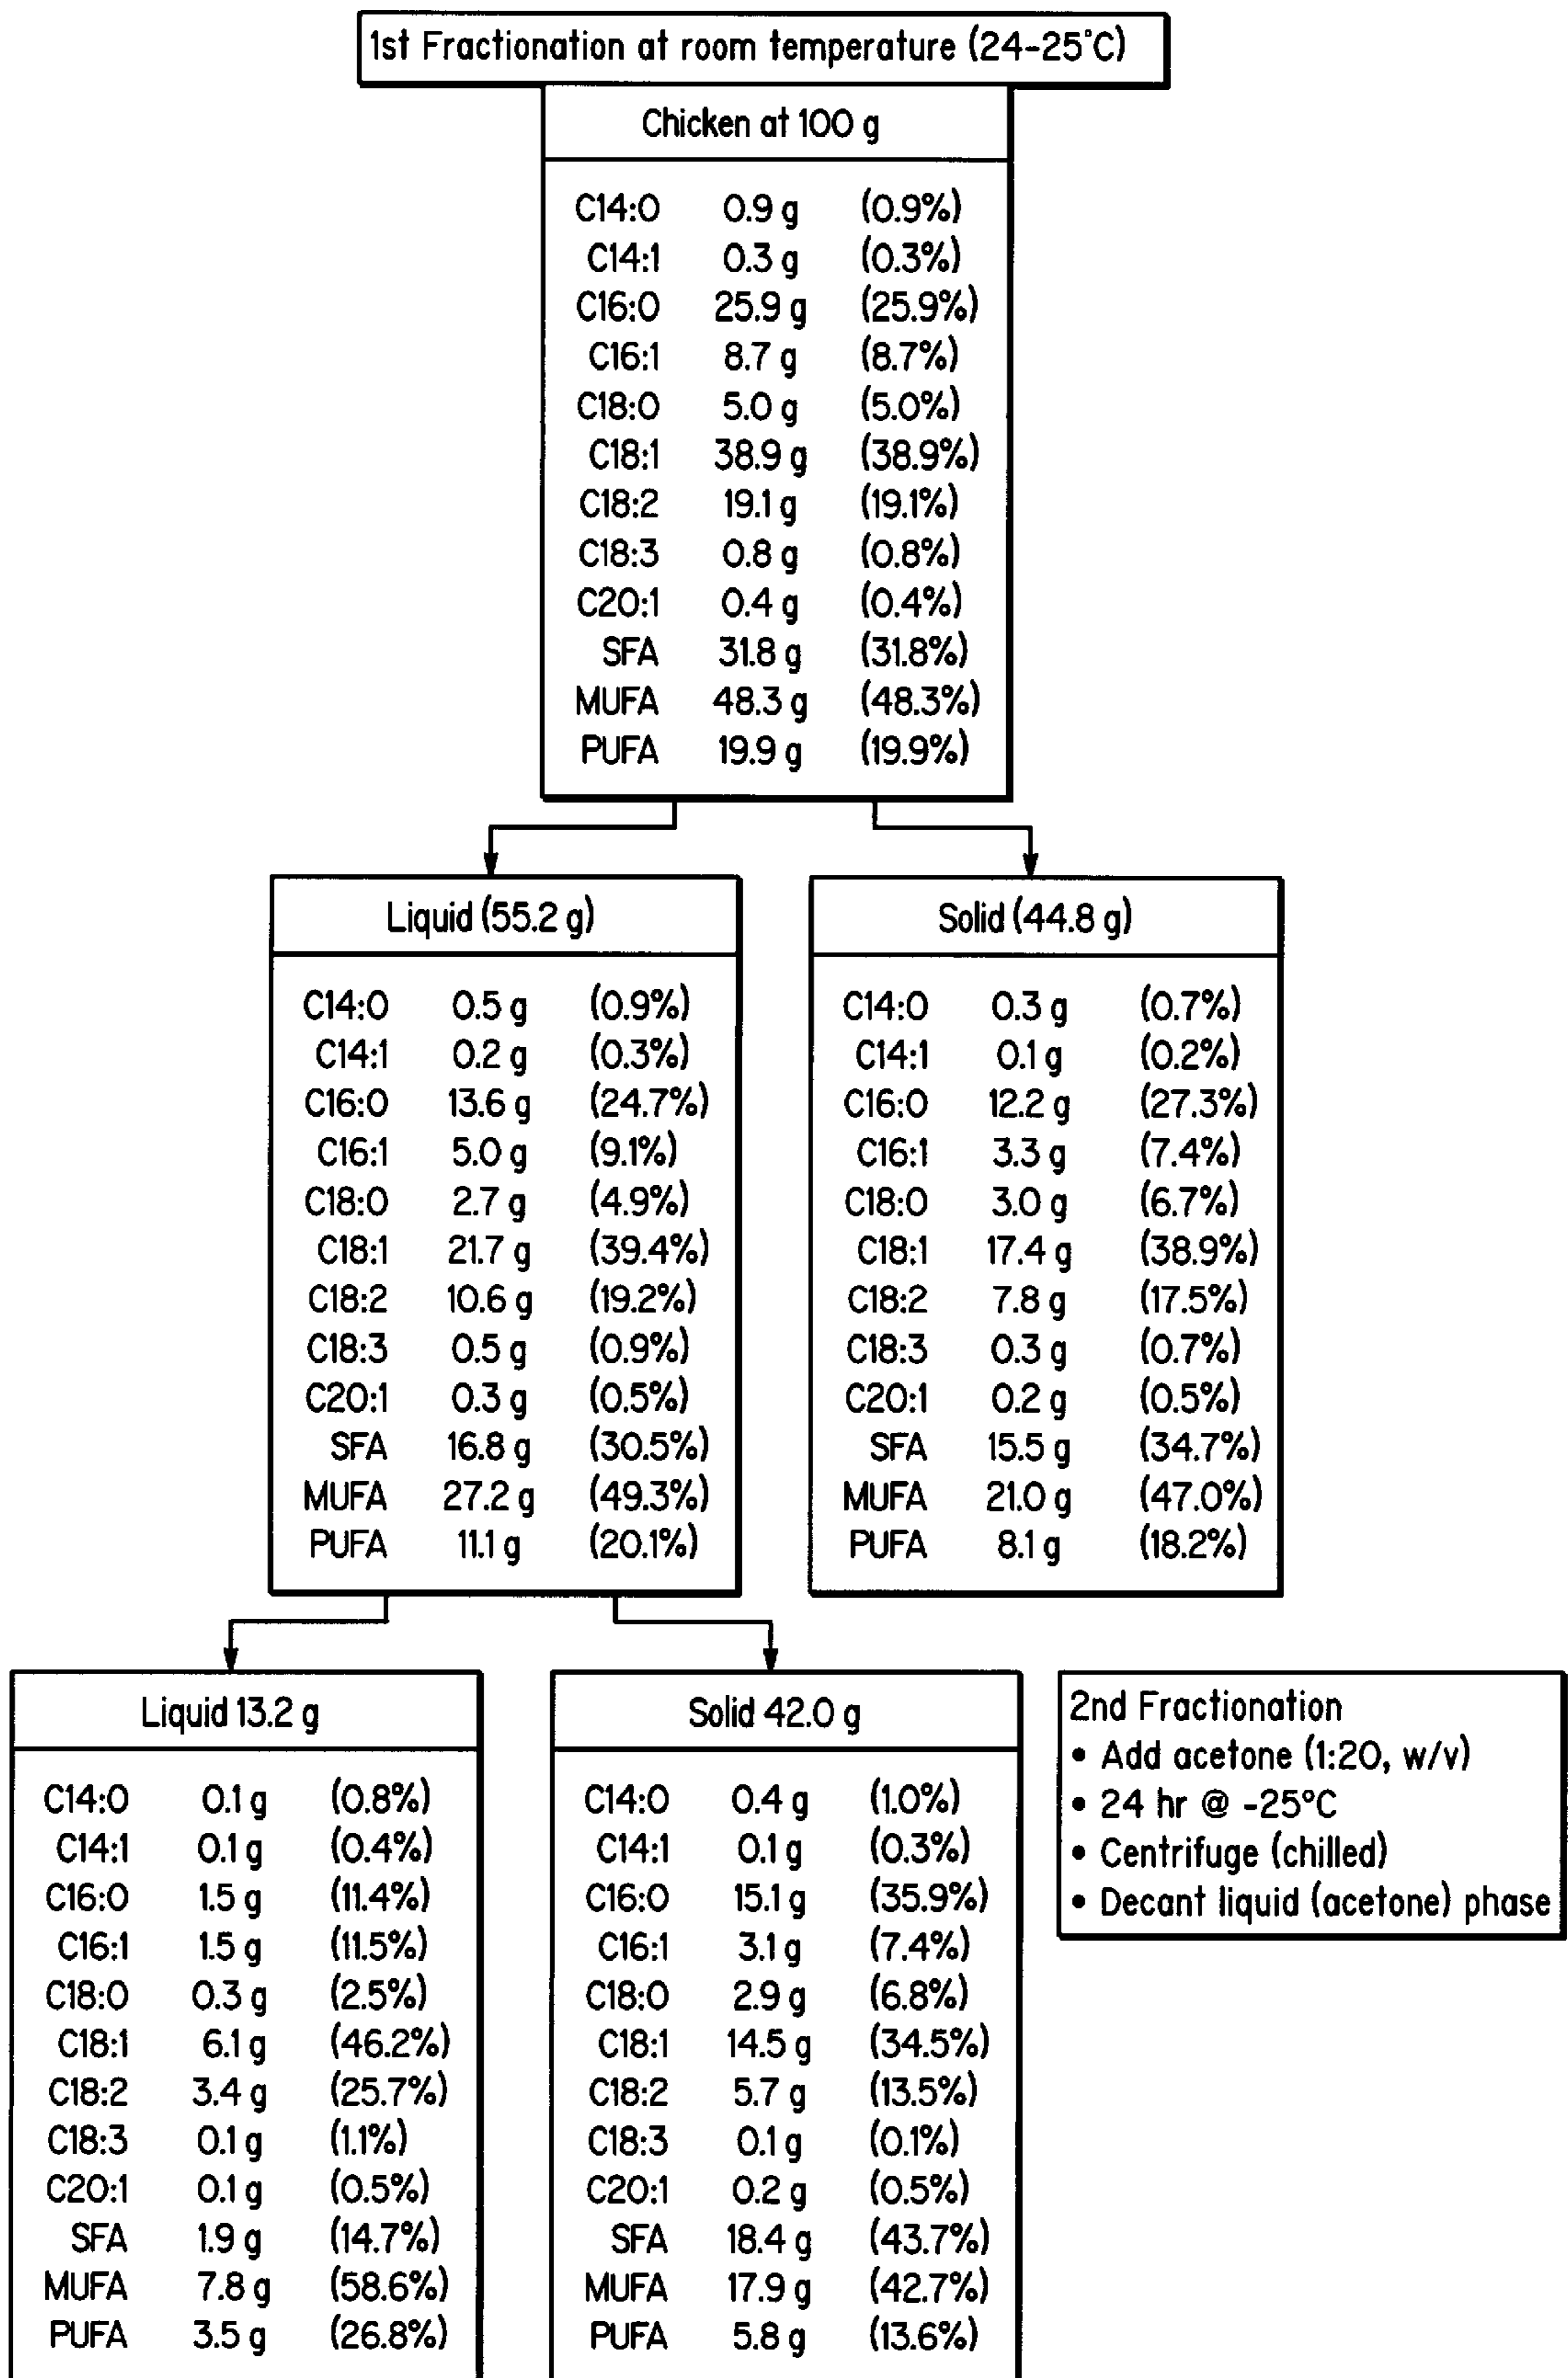 1st Fractionation at room temperature (24-25°C)
Chicken at 100 g
C14:0 0.9 g (0.9%)
C14:1 0.3 g (0.3%)
C16:0 25.9 g (25.9%)
C16:1 8.7 g (8.7%)
C18:0 5.0 g (5.0%)
C18:1 38.9 g (38.9%)
C18:2 19.1 g (19.1%)
C18:3 0.8 g (0.8%)
C20:1 0.4 g (0.4%)
SFA 31.8 g (31.8%)
MUFA 48.3 g (48.3%)
PUFA 19.9 g (19.9%)
Liquid (55.2 g)
C14:0 0.5 g (0.9%)
C14:1 0.2 g (0.3%)
C16:0 13.6 g (24.7%)
C16:1 5.0 g (9.1%)
C18:0 2.7 g (4.9%)
C18:1 21.7 g (39.4%)
C18:2 10.6 g (19.2%)
C18:3 0.5 g (0.9%)
C20:1 0.3 g (0.5%)
SFA 16.8 g (30.5%)
MUFA 27.2 g (49.3%)
PUFA 11.1 g (20.1%)
Solid (44.8 g)
C14:0 0.3 g (0.7%)
C14:1 0.1 g (0.2%)
C16:0 12.2 g (27.3%)
C16:1 3.3 g (7.4%)
C18:0 3.0 g (6.7%)
C18:1 17.4 g (38.9%)
C18:2 7.8 g (17.5%)
C18:3 0.3 g (0.7%)
C20:1 0.2 g (0.5%)
SFA 15.5 g (34.7%)
MUFA 21.0 g (47.0%)
PUFA 8.1 g (18.2%)
Liquid 13.2 g
C14:0 0.1 g (0.8%)
C14:1 0.1 g (0.4%)
C16:0 1.5 g (11.4%)
C16:1 1.5 g (11.5%)
C18:0 0.3 g (2.5%)
C18:1 6.1 g (46.2%)
C18:2 3.4 g (25.7%)
C18:3 0.1 g (1.1%)
C20:1 0.1 g (0.5%)
SFA 1.9 g (14.7%)
MUFA 7.8 g (58.6%)
PUFA 3.5 g (26.8%)
Solid 42.0 g
C14:0 0.4 g (1.0%)
C14:1 0.1 g (0.3%)
C16:0 15.1 g (35.9%)
C16:1 3.1 g (7.4%)
C18:0 2.9 g (6.8%)
C18:1 14.5 g (34.5%)
C18:2 5.7 g (13.5%)
C18:3 0.1 g (0.1%)
C20:1 0.2 g (0.5%)
SFA 18.4 g (43.7%)
MUFA 17.9 g (42.7%)
PUFA 5.8 g (13.6%)
2nd Fractionation
• Add acetone (1:20, w/v)
• 24 hr @ -25°C
• Centrifuge (chilled)
• Decant liquid (acetone) phase